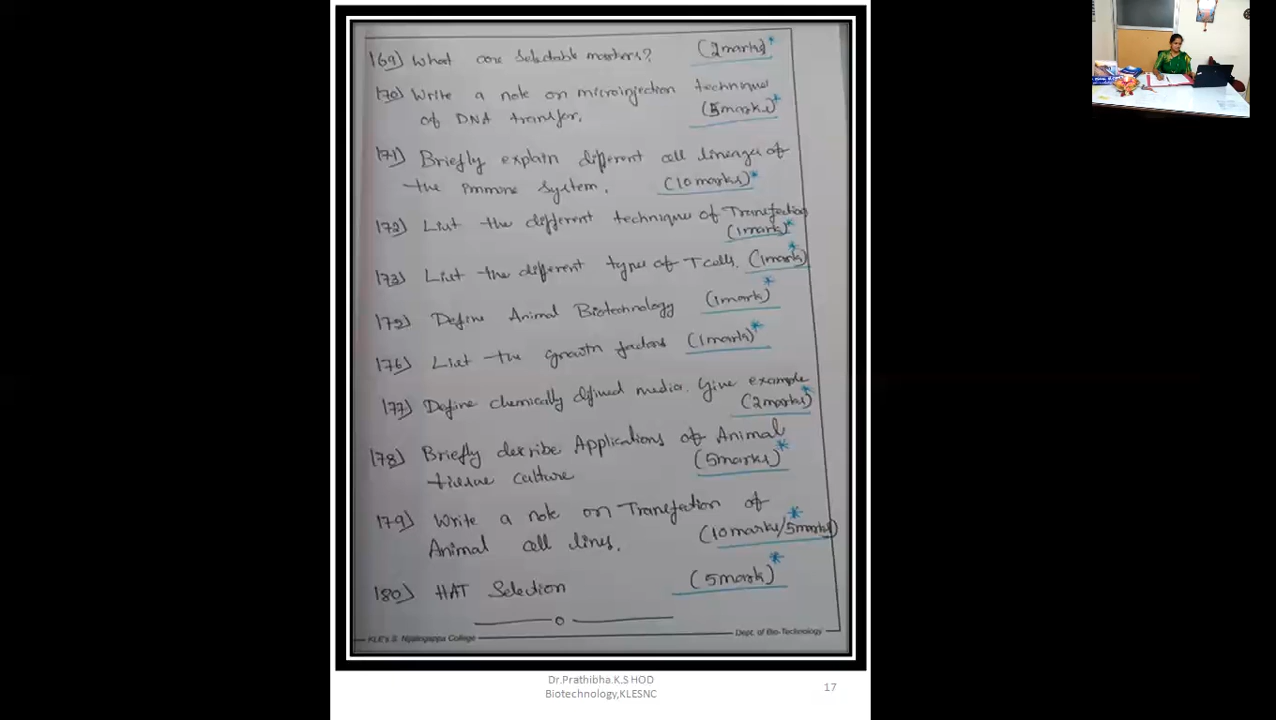 169) What are selectable markers? (2marks)*
170) Write a note on microinjection technique
of DNA transfer. (5marks)*
171) Briefly explain different cell lineages of
the Immune System. (10 marks)*
172) List the different techniques of Transfection
(1mark)*
173) List the different types of T cells. (1mark)*
175) Define Animal Biotechnology (1mark)*
176) List the growth factors (1mark)*
177) Define chemically defined media. Give example
(2marks)*
178) Briefly describe Applications of Animal
tissue culture (5marks)*
179) Write a note on Transfection of
Animal cell lines. (10marks/5marks)*
180) HAT Selection (5mark)*
KLE's S. Nijalingappa College Dept. of Bio-Technology
Dr.Prathibha.K.S HOD
Biotechnology,KLESNC
17